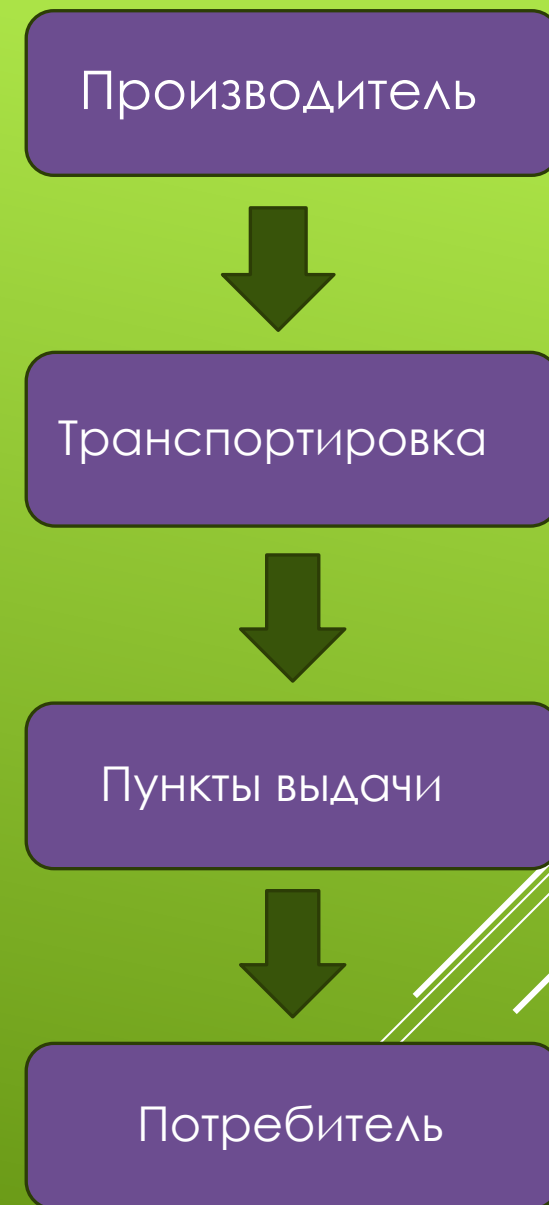 Производитель
Транспортировка
Пункты выдачи
Потребитель